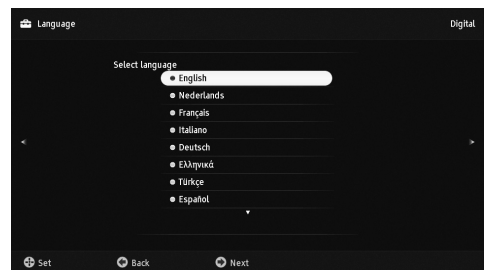 Language Digital
Select language
English
Nederlands
Français
Italiano
Deutsch
Ελληνικά
Türkçe
Español
Set Back Next